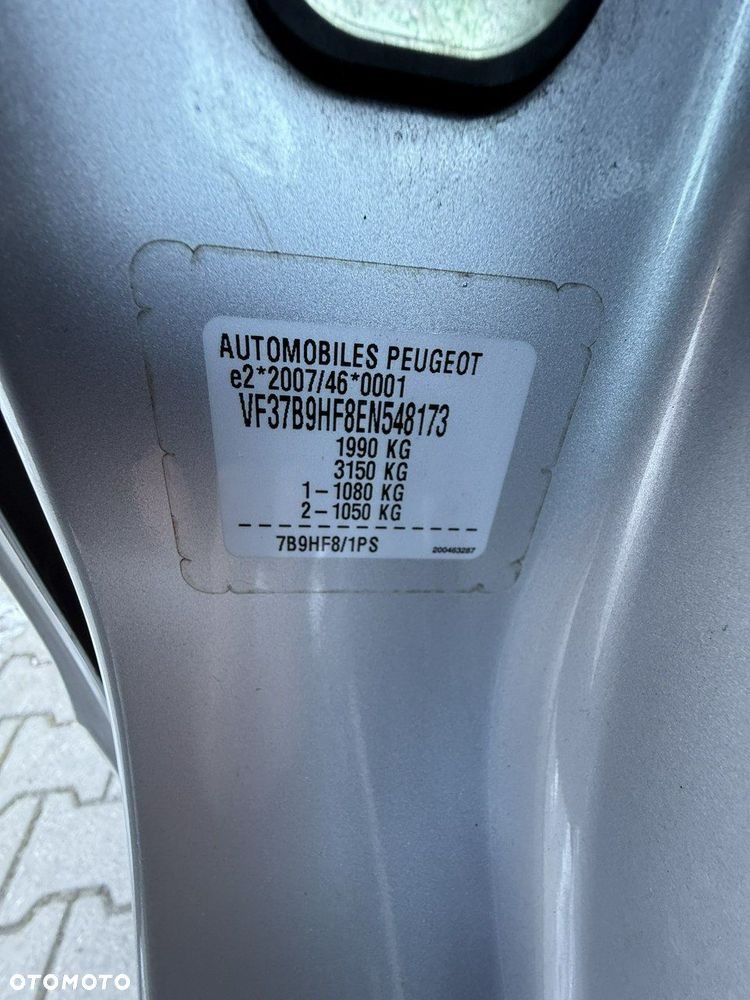 AUTOMOBILES PEUGEOT
e2*2007/46*0001
VF37B9HF8EN548173
1990 KG
3150 KG
1-1080 KG
2-1050 KG
7B9HF8/1PS
200463287
OTOMOTO